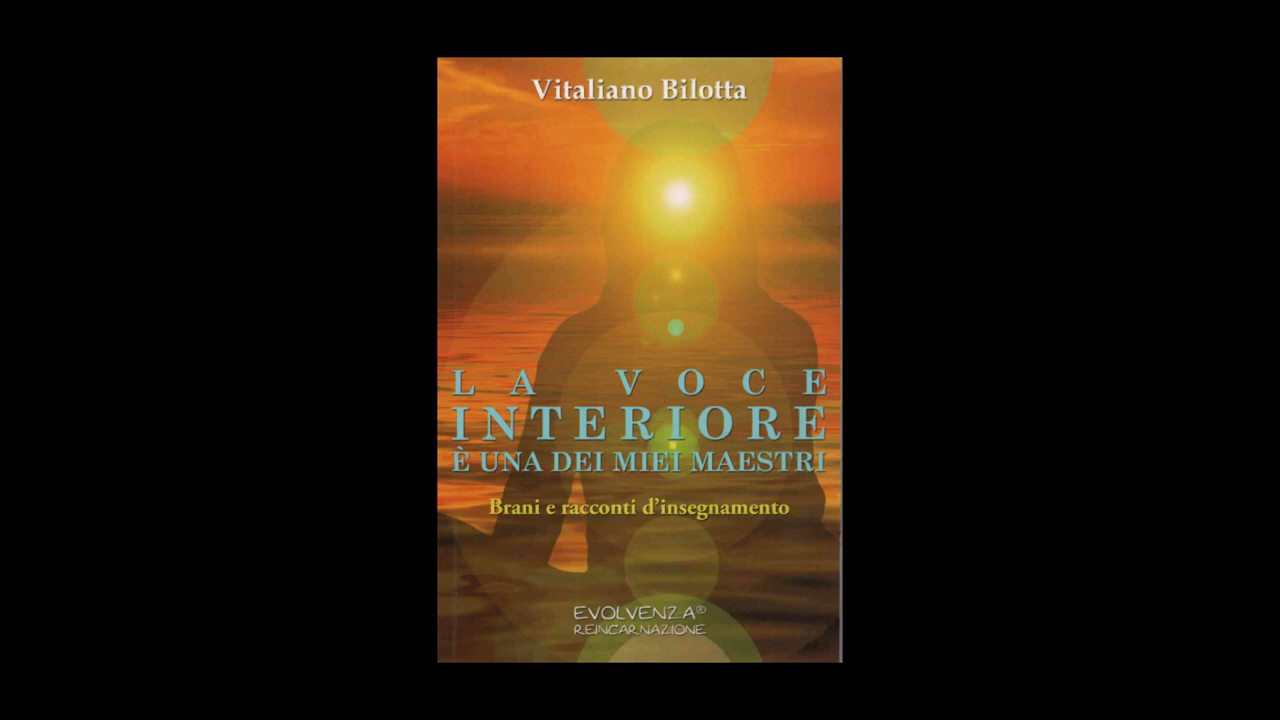 Vitaliano Bilotta
LA VOCE
INTERIORE
È UNA DEI MIEI MAESTRI
Brani e racconti d'insegnamento
EVOLVENZA®
REINCARNAZIONE